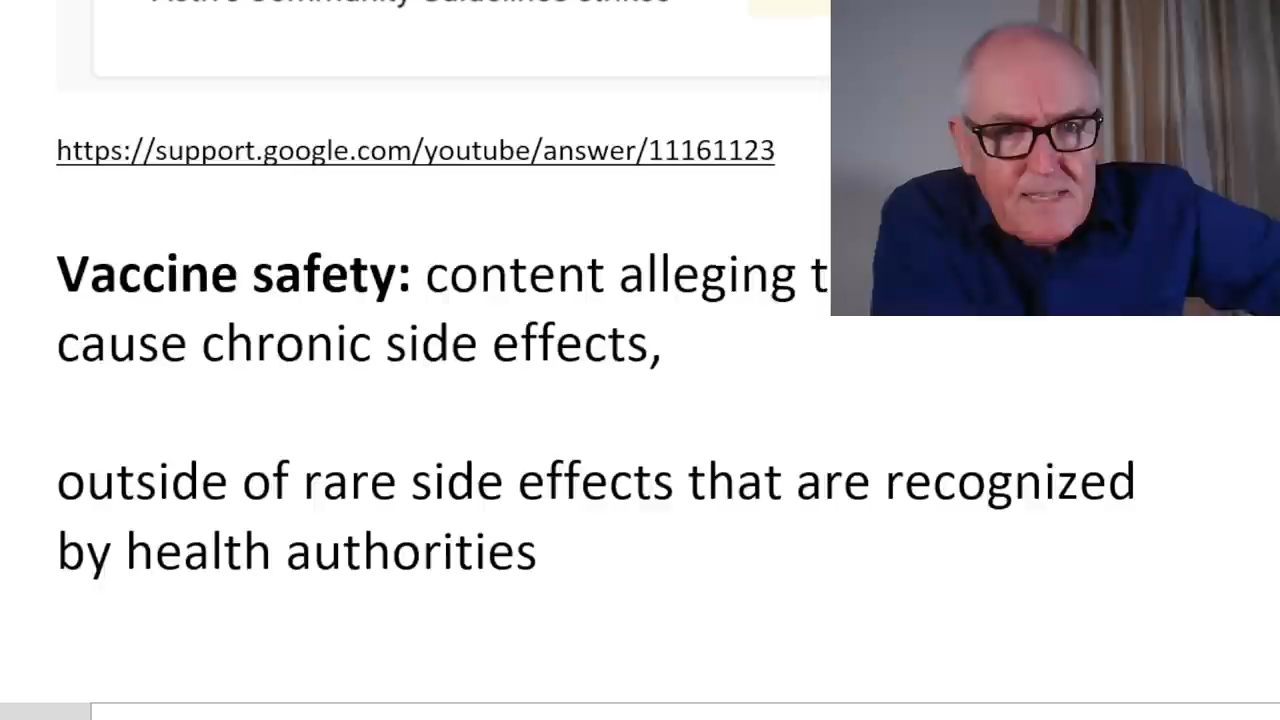 https://support.google.com/youtube/answer/11161123
Vaccine safety: content alleging
cause chronic side effects,
outside of rare side effects that are recognized
by health authorities